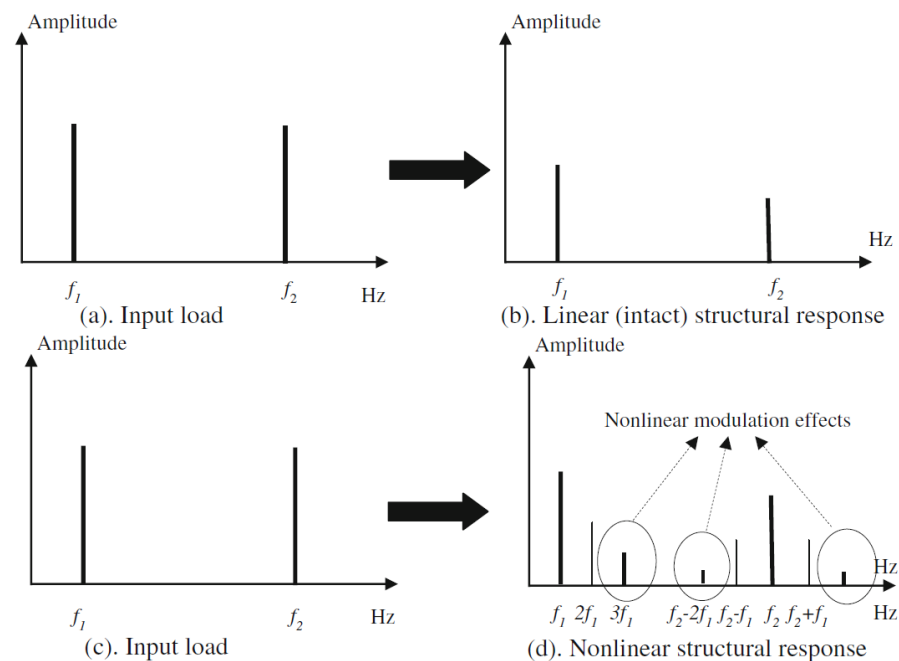 Amplitude
f1
f2
Hz
(a). Input load
Amplitude
Hz
f1
f2
(b). Linear (intact) structural response
Amplitude
f1
f2
Hz
(c). Input load
Amplitude
Nonlinear modulation effects
Hz
f1 2f1 3f1 f2-2f1 f2-f1 f2 f2+f1 Hz
(d). Nonlinear structural response